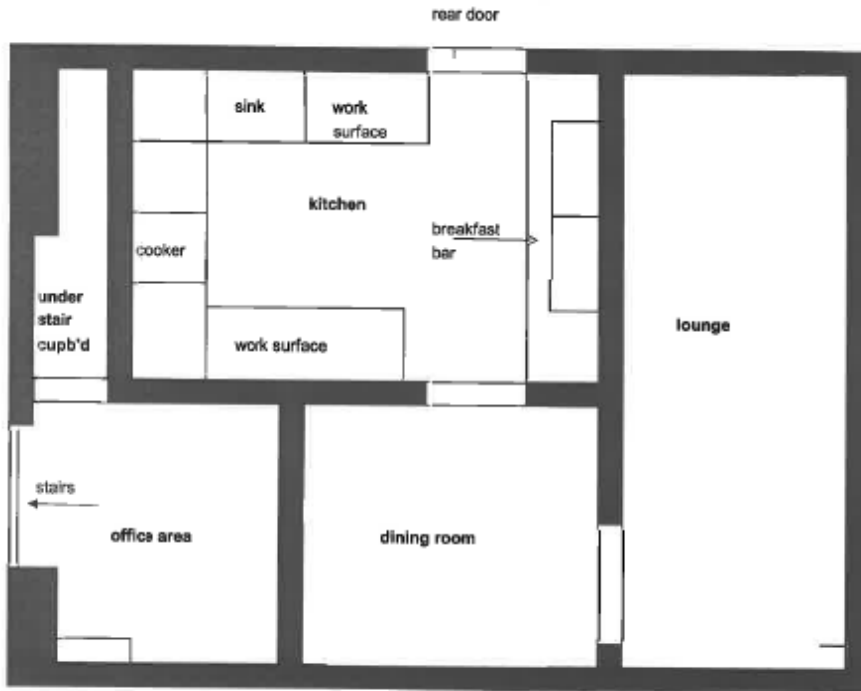 rear door
sink
work
surface
kitchen
breakfast
bar
cooker
under
stair
cupb'd
work surface
lounge
stairs
office area
dining room